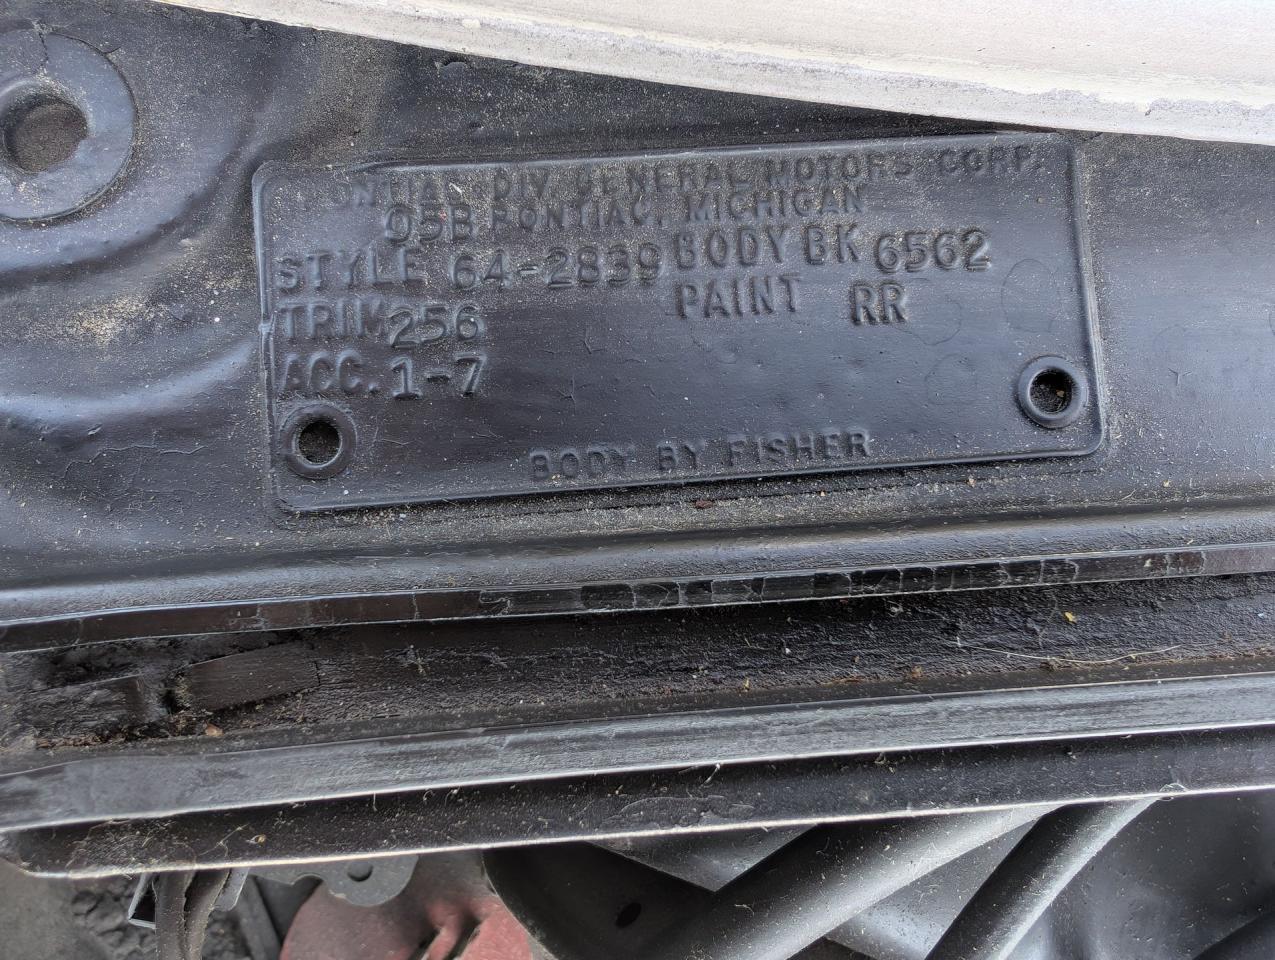 PONTIAC DIV. GENERAL MOTORS CORP.
05B PONTIAC, MICHIGAN
STYLE 64-2839 BODY BK 6562
TRIM 256 PAINT RR
ACC. 1-7
BODY BY FISHER